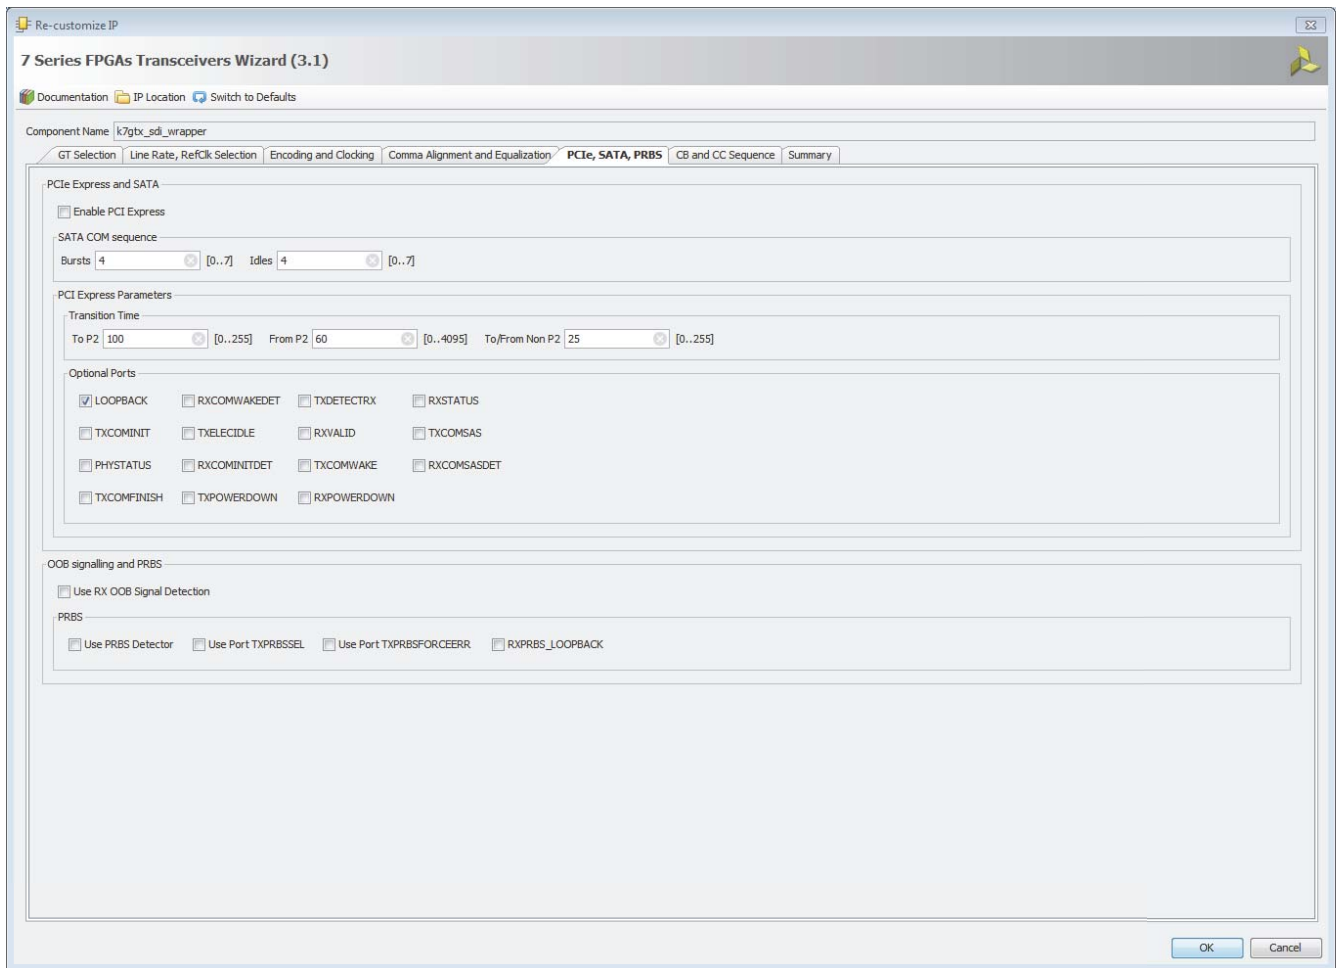 Re-customize IP
7 Series FPGAs Transceivers Wizard (3.1)
Documentation IP Location Switch to Defaults
Component Name k7gtx_sdi_wrapper
GT Selection Line Rate, RefClk Selection Encoding and Clocking Comma Alignment and Equalization PCIe, SATA, PRBS CB and CC Sequence Summary
PCIe Express and SATA
Enable PCI Express
SATA COM sequence
Bursts 4 [0..7] Idles 4 [0..7]
PCI Express Parameters
Transition Time
To P2 100 [0..255] From P2 60 [0..4095] To/From Non P2 25 [0..255]
Optional Ports
LOOPBACK RXCOMWAKEDET TXDETECTRX RXSTATUS
TXCOMINIT TXELECIDLE RXVALID TXCOMSAS
PHYSTATUS RXCOMINITDET TXCOMWAKE RXCOMSASDET
TXCOMFINISH TXPOWERDOWN RXPOWERDOWN
OOB signalling and PRBS
Use RX OOB Signal Detection
PRBS
Use PRBS Detector Use Port TXPRBSSEL Use Port TXPRBSFORCEERR RXPRBS_LOOPBACK
OK Cancel